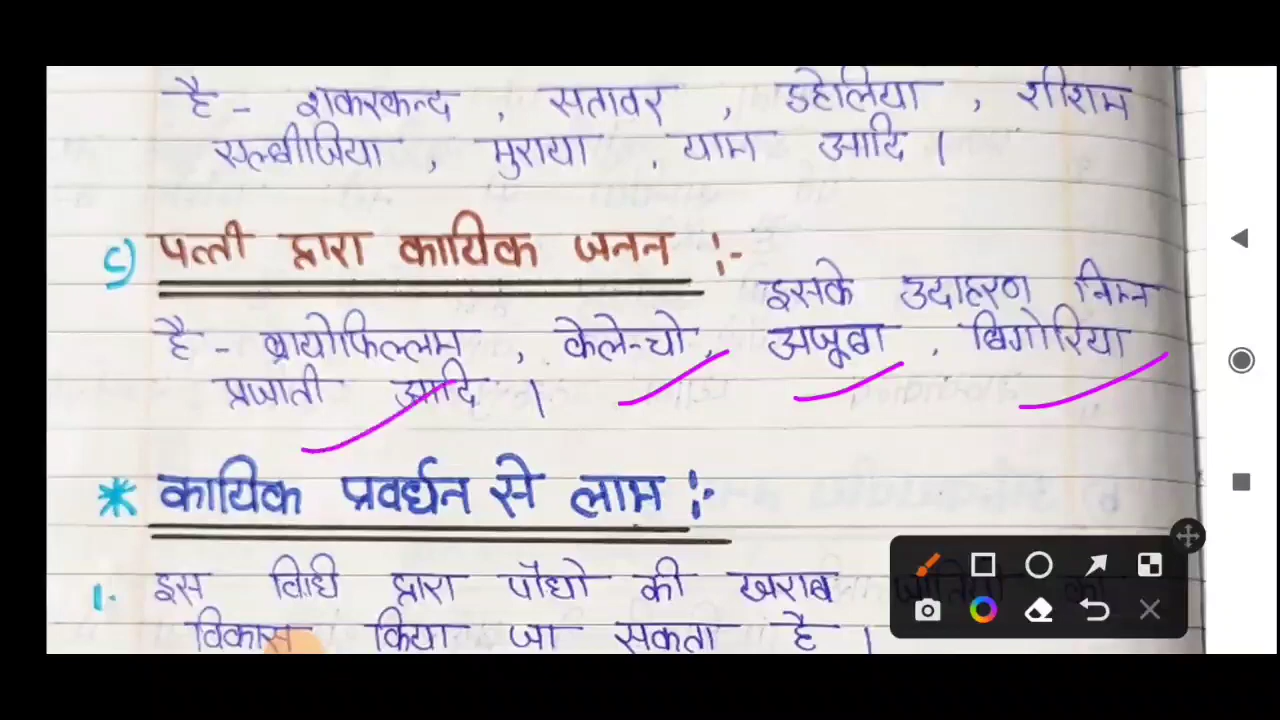 है - शकरकन्द , सतावर , डहेलिया , शीशम
सल्बीजिया , मुराया , याम आदि ।
c) पत्ती द्वारा कायिक जनन :-
इसके उदाहरण निम्न
है - ब्रायोफिल्लम , केलेन्चो , अजूबा , बिगोरिया
प्रजाती आदि ।
* कायिक प्रवर्धन से लाभ :-
1. इस विधि द्वारा पौधो की खराब जातियो का
विकास किया जा सकता है ।